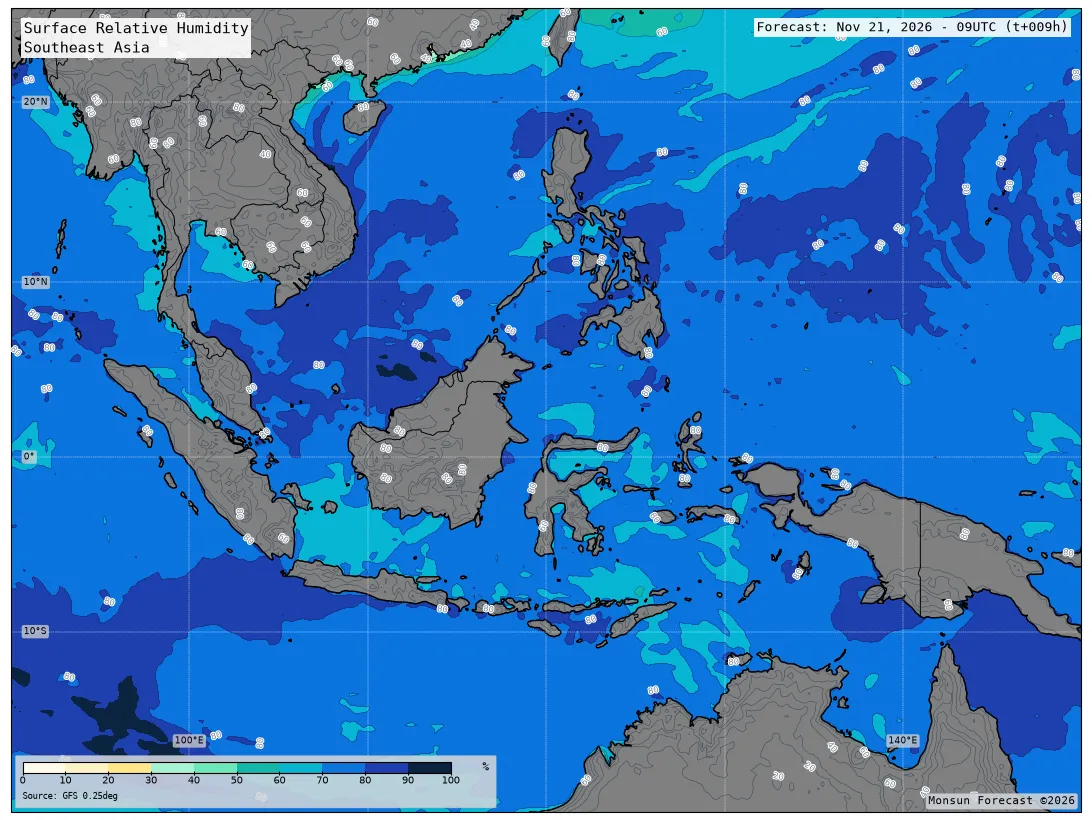 Surface Relative Humidity
Southeast Asia
Forecast: Nov 21, 2026 - 09UTC (t+009h)
20°N
10°N
0°
10°S
100°E
140°E
%
0 10 20 30 40 50 60 70 80 90 100
Source: GFS 0.25deg
Monsun Forecast ©2026